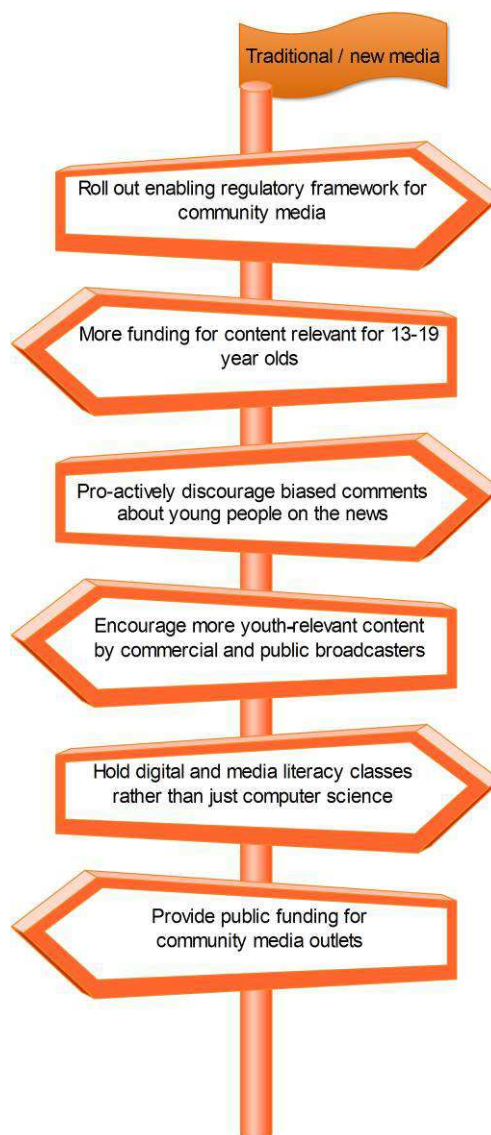 Traditional / new media
Roll out enabling regulatory framework for
community media
More funding for content relevant for 13-19
year olds
Pro-actively discourage biased comments
about young people on the news
Encourage more youth-relevant content
by commercial and public broadcasters
Hold digital and media literacy classes
rather than just computer science
Provide public funding for
community media outlets